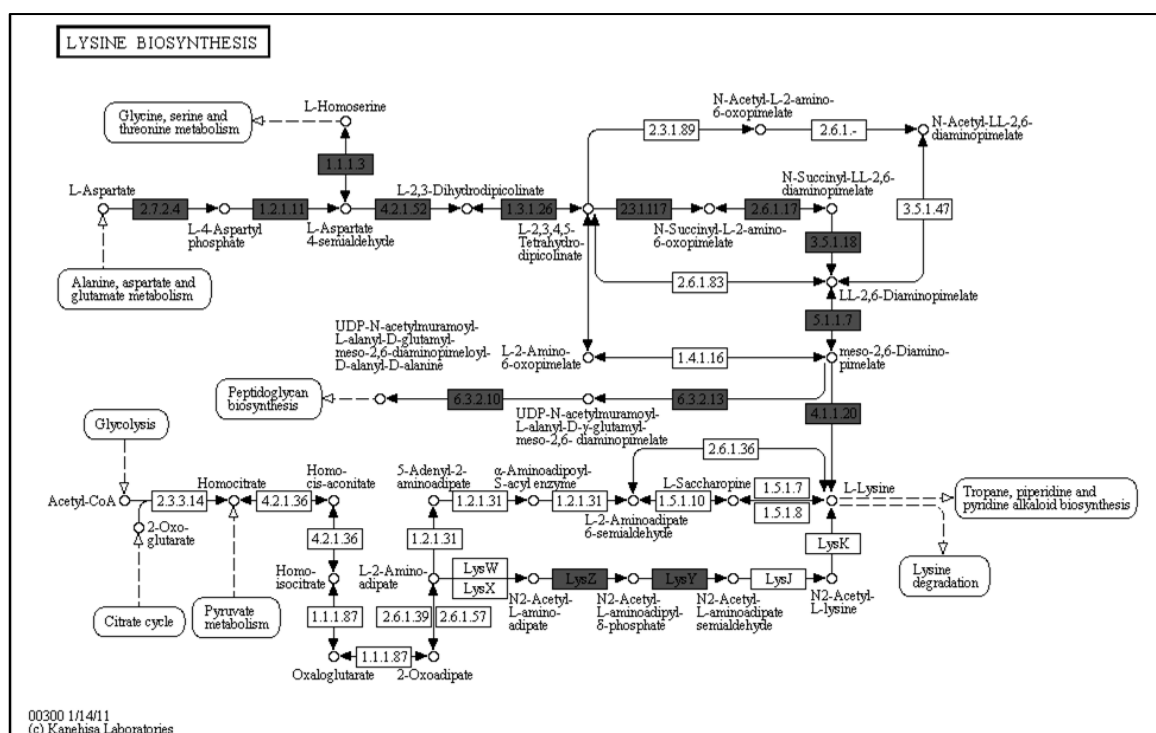 LYSINE BIOSYNTHESIS
Glycine, serine and
threonine metabolism
L-Homoserine
1.1.1.3
N-Acetyl-L-2-amino-
6-oxopimelate
2.3.1.89
2.6.1.-
N-Acetyl-LL-2,6-
diaminopimelate
L-Aspartate
2.7.2.4
L-4-Aspartyl
phosphate
1.2.1.11
L-Aspartate
4-semialdehyde
4.2.1.52
L-2,3-Dihydrodipicolinate
1.3.1.26
L-2,3,4,5-
Tetrahydro-
dipicolinate
2.3.1.117
N-Succinyl-L-2-amino-
6-oxopimelate
2.6.1.17
N-Succinyl-LL-2,6-
diaminopimelate
3.5.1.47
3.5.1.18
Alanine, aspartate and
glutamate metabolism
2.6.1.83
LL-2,6-Diaminopimelate
5.1.1.7
UDP-N-acetylmuramoyl-
L-alanyl-D-glutamyl-
meso-2,6-diaminopimeloyl-
D-alanyl-D-alanine
L-2-Amino-
6-oxopimelate
1.4.1.16
meso-2,6-Diamino-
pimelate
Peptidoglycan
biosynthesis
6.3.2.10
6.3.2.13
UDP-N-acetylmuramoyl-
L-alanyl-D-γ-glutamyl-
meso-2,6- diaminopimelate
4.1.1.20
Glycolysis
Acetyl-CoA
2.3.3.14
Homocitrate
4.2.1.36
Homo-
cis-aconitate
5-Adenyl-2-
aminoadipate
1.2.1.31
α-Aminoadipoyl-
S-acyl enzyme
1.2.1.31
2.6.1.36
L-2-Aminoadipate
6-semialdehyde
1.5.1.10
L-Saccharopine
1.5.1.7
1.5.1.8
L-Lysine
Tropane, piperidine and
pyridine alkaloid biosynthesis
2-Oxo-
glutarate
4.2.1.36
1.2.1.31
LysK
Lysine
degradation
Homo-
isocitrate
L-2-Amino-
adipate
LysW
LysX
N2-Acetyl-
L-amino-
adipate
LysZ
N2-Acetyl-
L-aminoadipyl-
δ-phosphate
LysY
N2-Acetyl-
L-aminoadipate
semialdehyde
LysJ
N2-Acetyl-
L-lysine
Citrate cycle
Pyruvate
metabolism
1.1.1.87
2.6.1.39
2.6.1.57
Oxaloglutarate
1.1.1.87
2-Oxoadipate
00300 1/14/11
(c) Kanehisa Laboratories